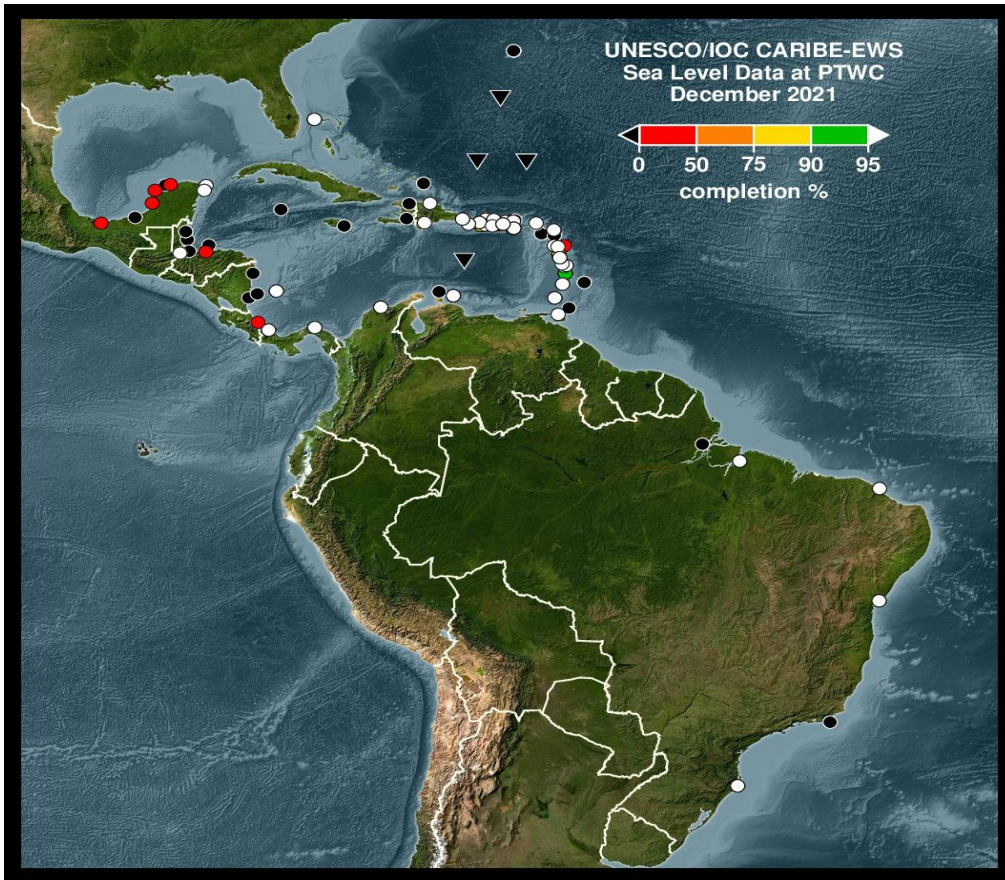 UNESCO/IOC CARIBE-EWS
Sea Level Data at PTWC
December 2021
0 50 75 90 95
completion %